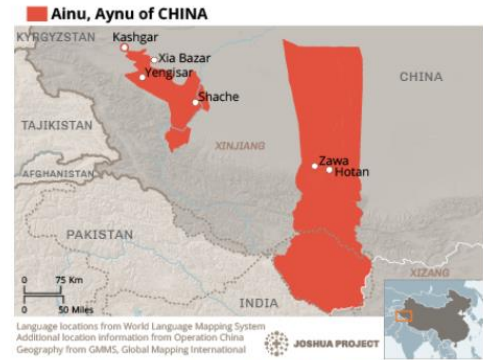 Ainu, Aynu of CHINA
KYRGYZSTAN
Kashgar
Xia Bazar
Yengisar
Shache
CHINA
TAJIKISTAN
XINJIANG
AFGHANISTAN
Zawa
Hotan
PAKISTAN
XIZANG
INDIA
0 75 Km
0 50 Miles
Language locations from World Language Mapping System
Additional location information from Operation China
Geography from GMMS, Global Mapping International
JOSHUA PROJECT